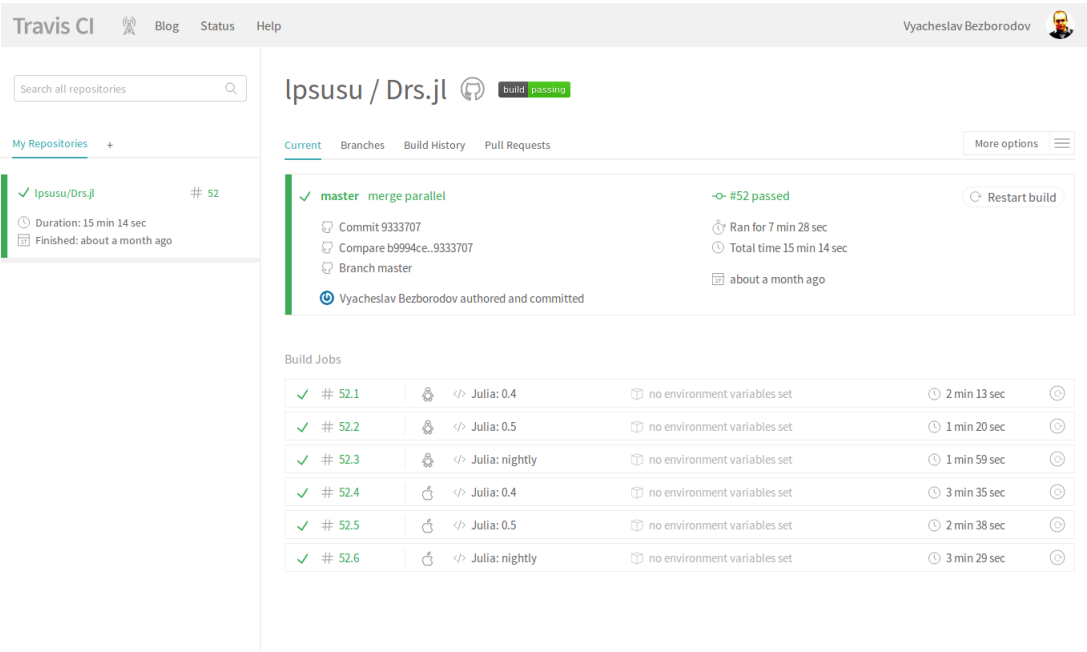 Travis CI Blog Status Help Vyacheslav Bezborodov
Search all repositories
My Repositories +
lpsusu/Drs.jl # 52
Duration: 15 min 14 sec
Finished: about a month ago
lpsusu / Drs.jl build passing
Current Branches Build History Pull Requests More options
master merge parallel #52 passed Restart build
Commit 9333707 Ran for 7 min 28 sec
Compare b9994ce..9333707 Total time 15 min 14 sec
Branch master
about a month ago
Vyacheslav Bezborodov authored and committed
Build Jobs
# 52.1 </> Julia: 0.4 no environment variables set 2 min 13 sec
# 52.2 </> Julia: 0.5 no environment variables set 1 min 20 sec
# 52.3 </> Julia: nightly no environment variables set 1 min 59 sec
# 52.4 </> Julia: 0.4 no environment variables set 3 min 35 sec
# 52.5 </> Julia: 0.5 no environment variables set 2 min 38 sec
# 52.6 </> Julia: nightly no environment variables set 3 min 29 sec